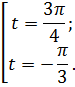 [t = 3π/4;
t = -π/3.